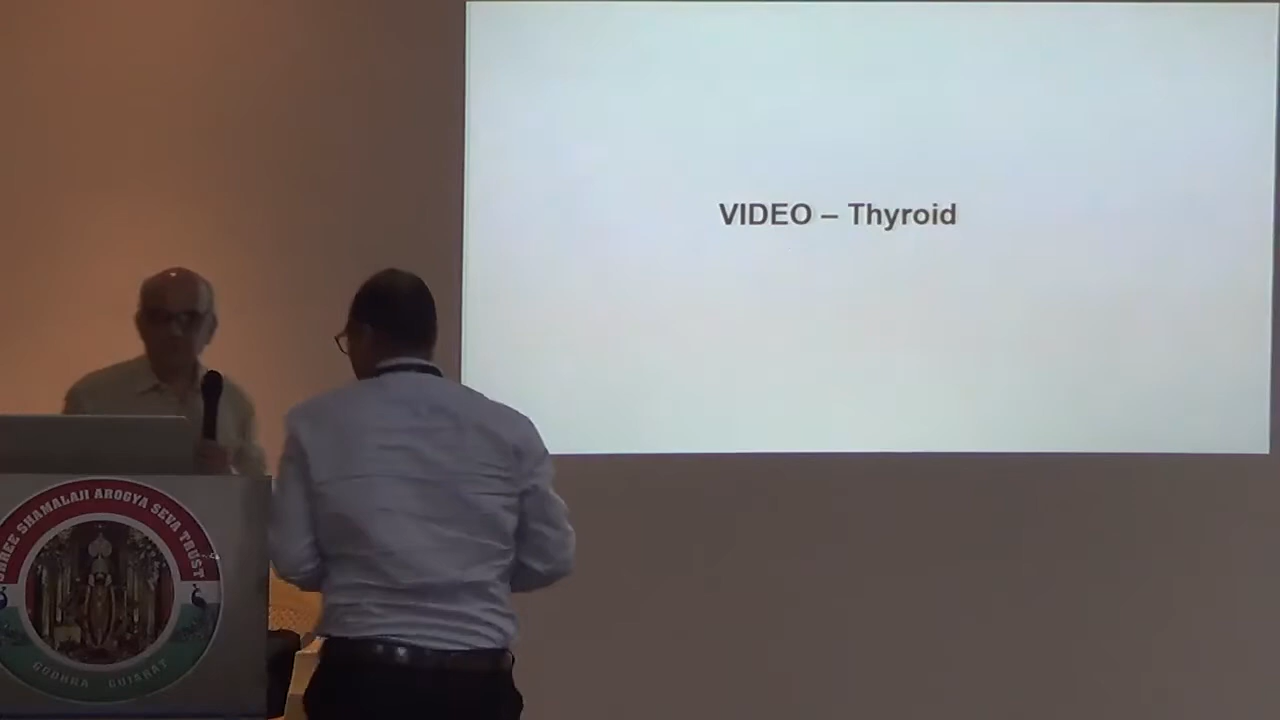 VIDEO – Thyroid
SHREE SHAMALAJI AROGYA SEVA TRUST
GODHRA GUJARAT